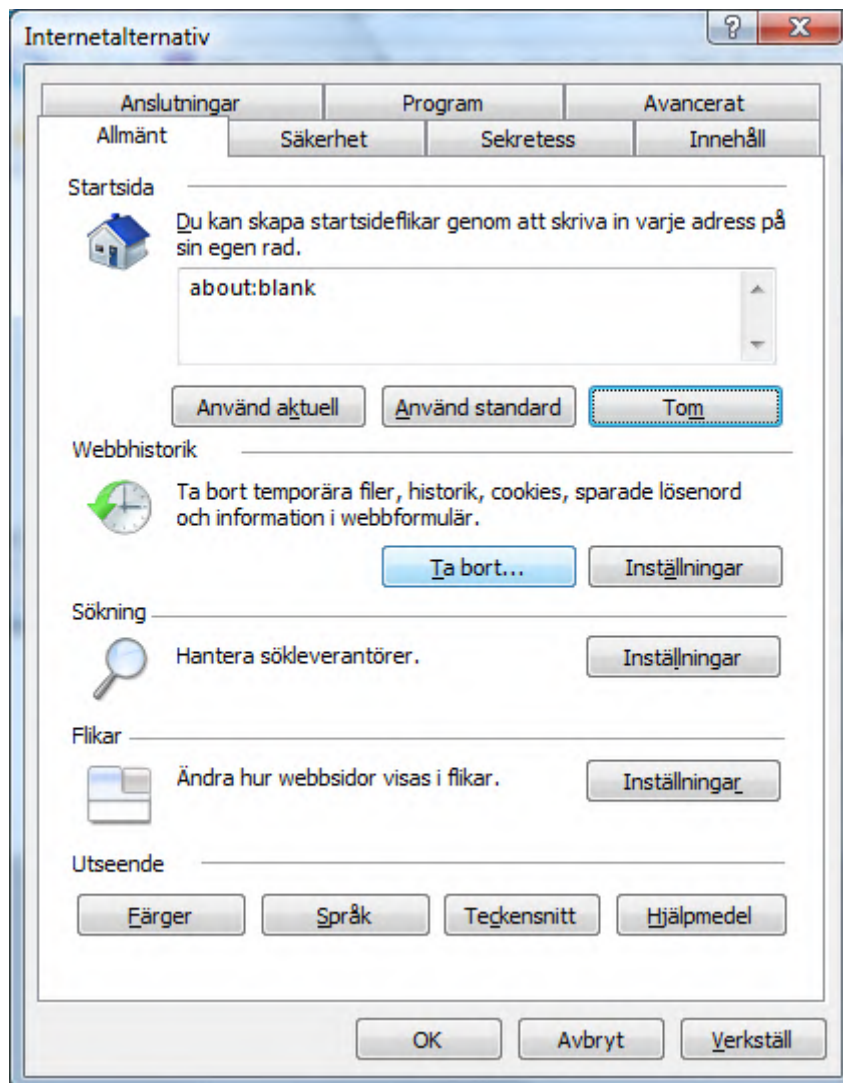 Internetalternativ
Anslutningar Program Avancerat
Allmänt Säkerhet Sekretess Innehåll
Startsida
Du kan skapa startsideflikar genom att skriva in varje adress på
sin egen rad.
about:blank
Använd aktuell Använd standard Tom
Webbhistorik
Ta bort temporära filer, historik, cookies, sparade lösenord
och information i webbformulär.
Ta bort... Inställningar
Sökning
Hantera sökleverantörer. Inställningar
Flikar
Ändra hur webbsidor visas i flikar. Inställningar
Utseende
Färger Språk Teckensnitt Hjälpmedel
OK Avbryt Verkställ